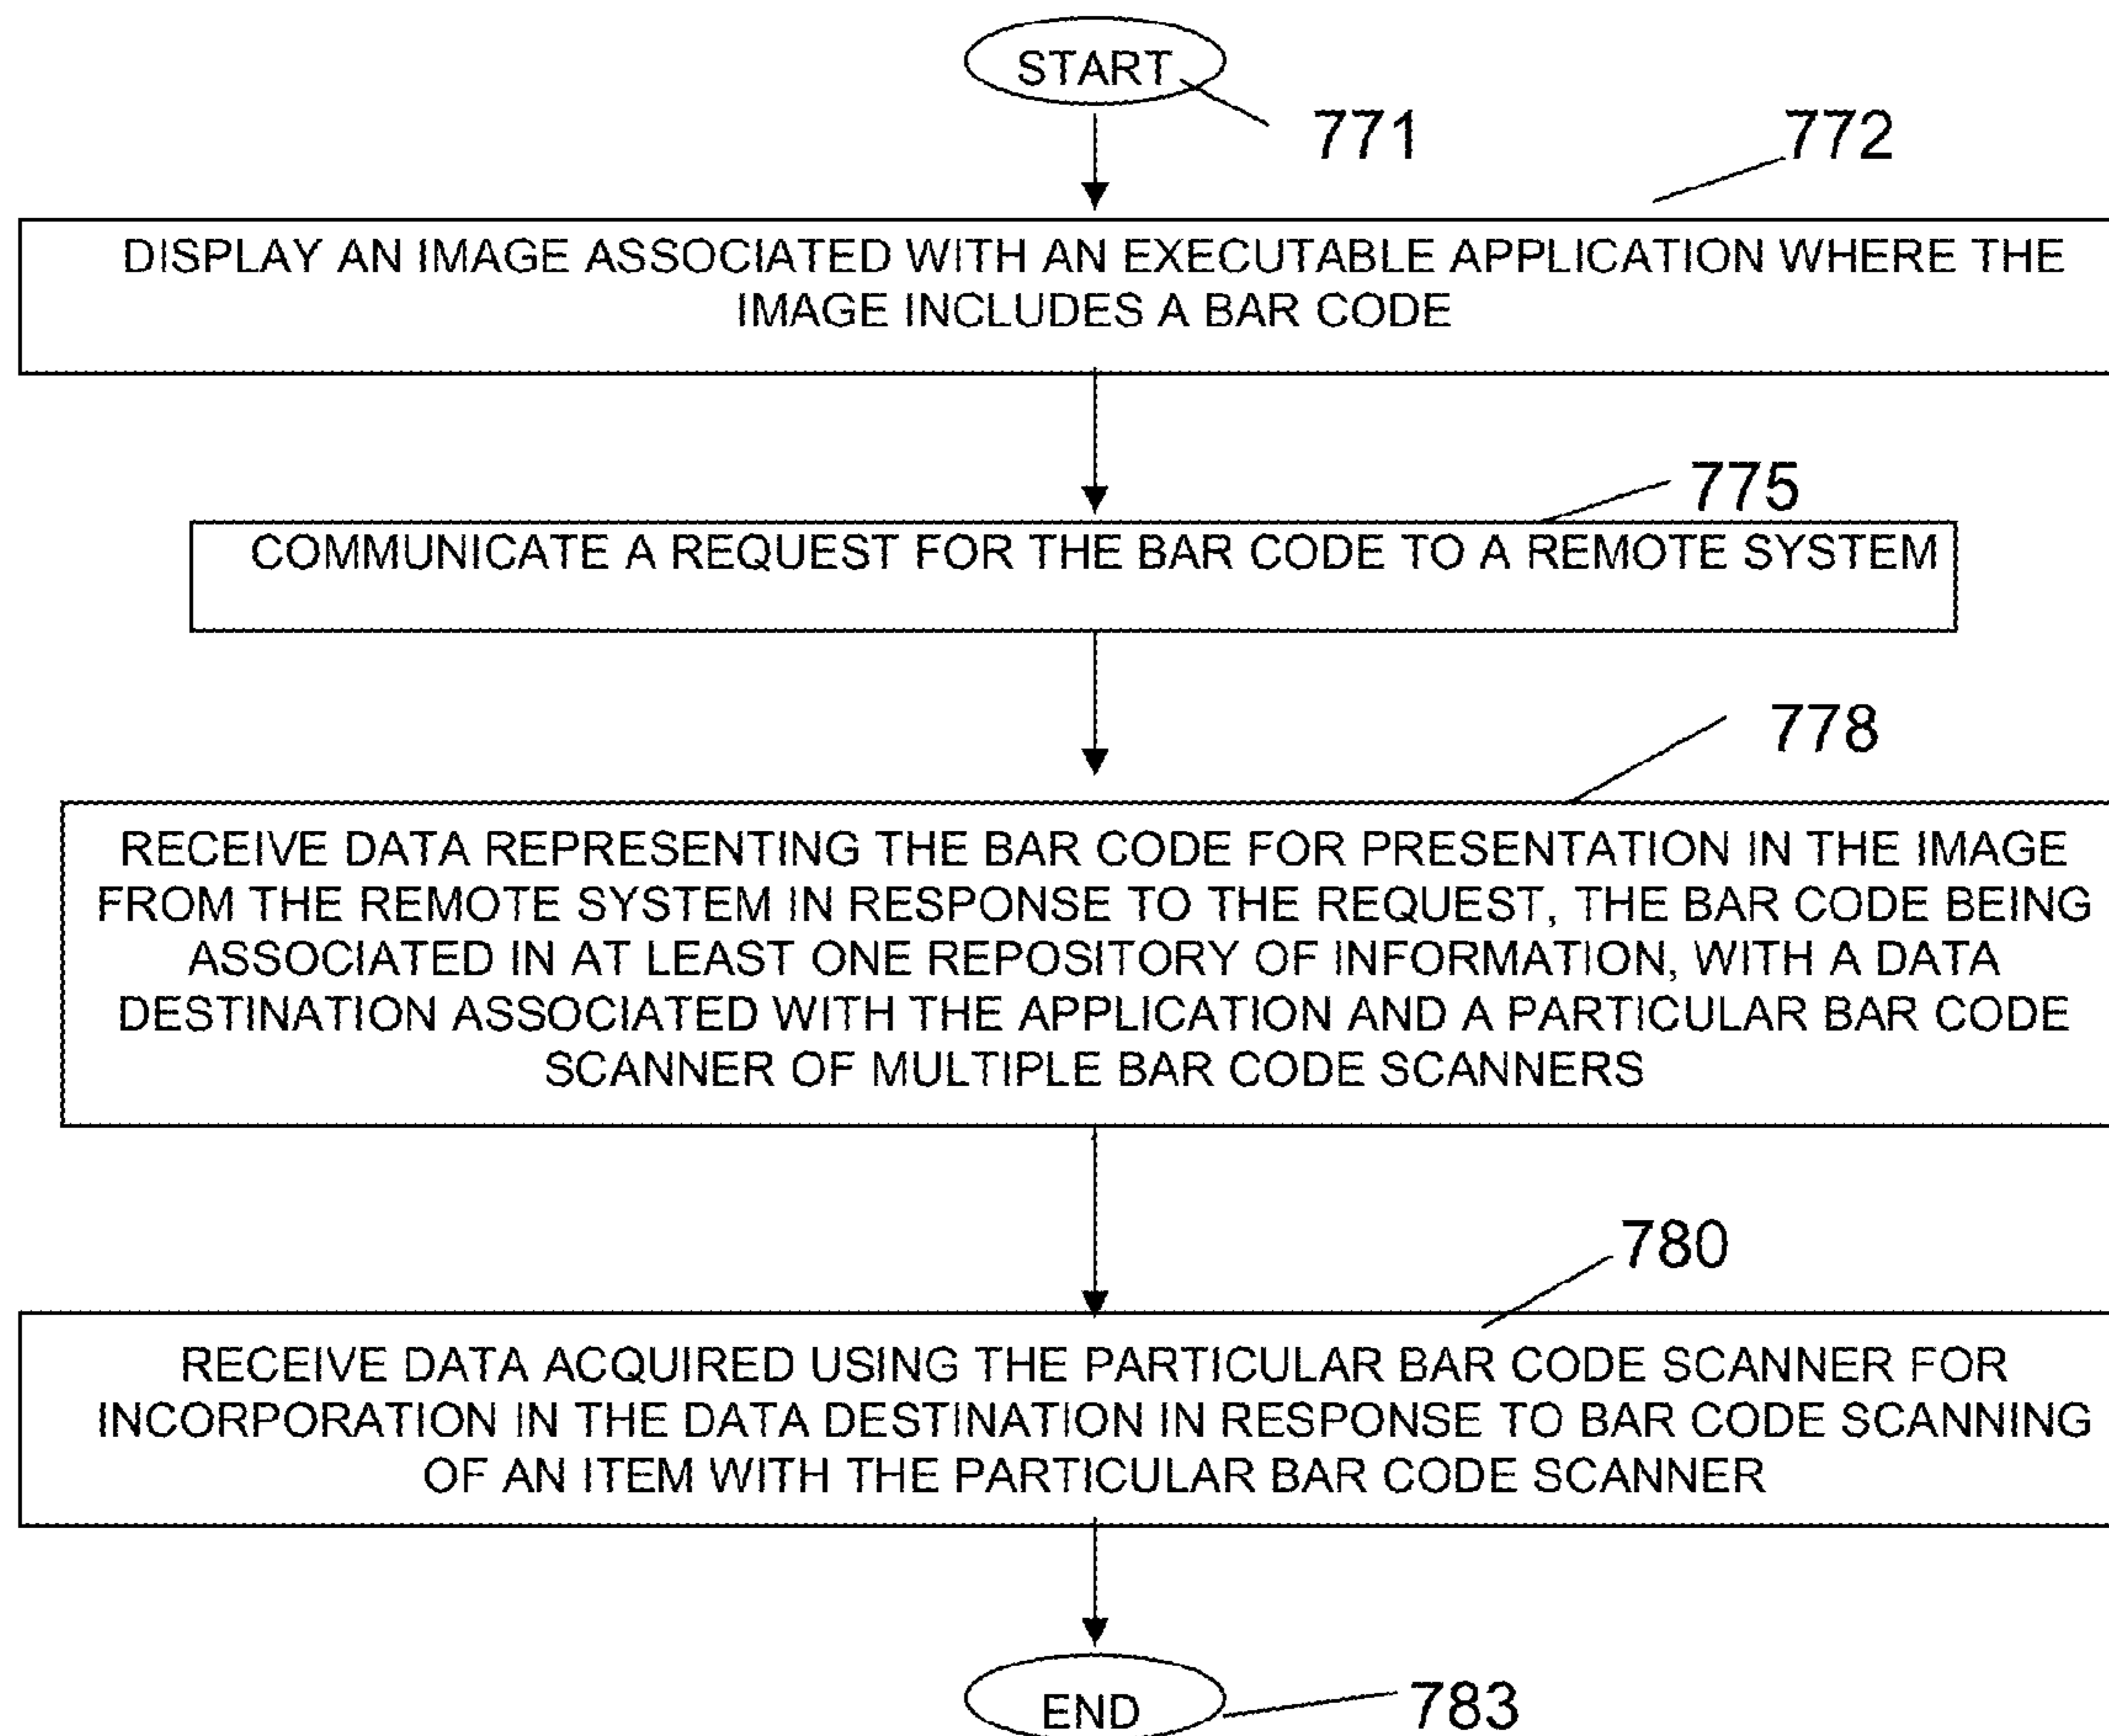 START
771
772
DISPLAY AN IMAGE ASSOCIATED WITH AN EXECUTABLE APPLICATION WHERE THE
IMAGE INCLUDES A BAR CODE
775
COMMUNICATE A REQUEST FOR THE BAR CODE TO A REMOTE SYSTEM
778
RECEIVE DATA REPRESENTING THE BAR CODE FOR PRESENTATION IN THE IMAGE
FROM THE REMOTE SYSTEM IN RESPONSE TO THE REQUEST, THE BAR CODE BEING
ASSOCIATED IN AT LEAST ONE REPOSITORY OF INFORMATION, WITH A DATA
DESTINATION ASSOCIATED WITH THE APPLICATION AND A PARTICULAR BAR CODE
SCANNER OF MULTIPLE BAR CODE SCANNERS
780
RECEIVE DATA ACQUIRED USING THE PARTICULAR BAR CODE SCANNER FOR
INCORPORATION IN THE DATA DESTINATION IN RESPONSE TO BAR CODE SCANNING
OF AN ITEM WITH THE PARTICULAR BAR CODE SCANNER
END
783